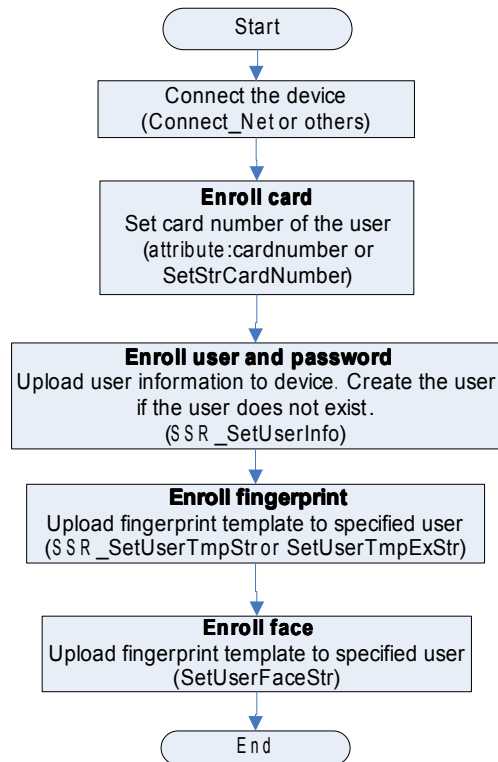 Start
Connect the device
(Connect_Net or others)
Enroll card
Set card number of the user
(attribute:cardnumber or
SetStrCardNumber)
Enroll user and password
Upload user information to device. Create the user
if the user does not exist.
(SSR_SetUserInfo)
Enroll fingerprint
Upload fingerprint template to specified user
(SSR_SetUserTmpStr or SetUserTmpExStr)
Enroll face
Upload fingerprint template to specified user
(SetUserFaceStr)
End